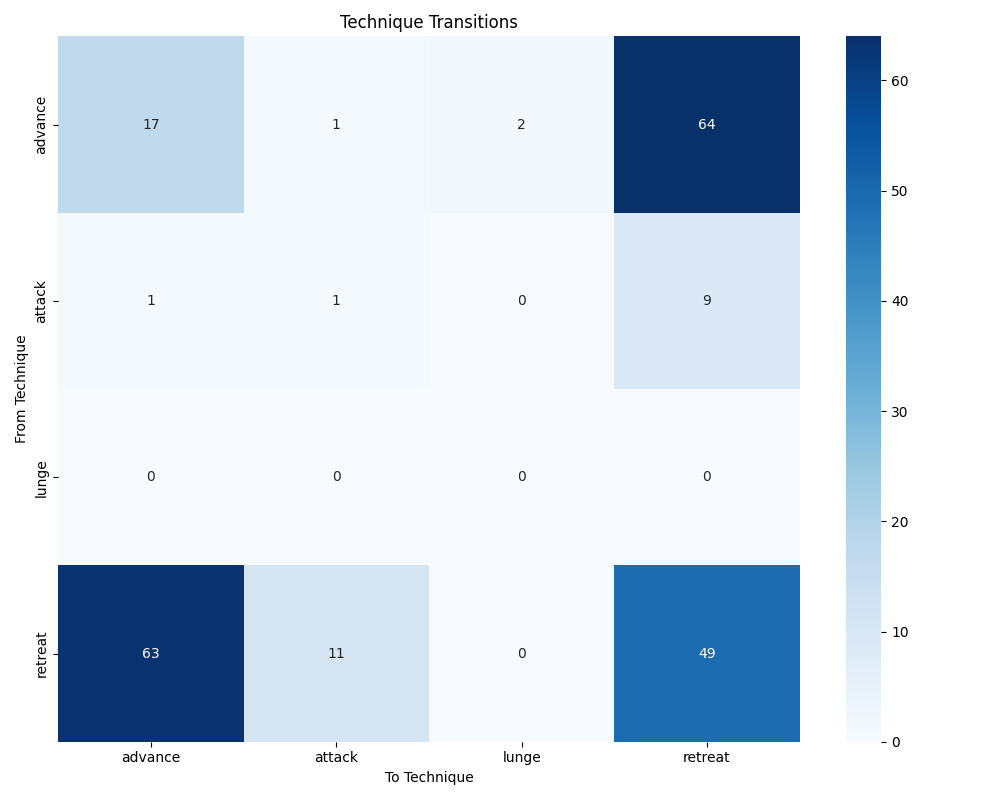 Technique Transitions
From Technique
advance
17 1 2 64
attack
1 1 0 9
lunge
0 0 0 0
retreat
63 11 0 49
advance attack lunge retreat
To Technique
60
50
40
30
20
10
0